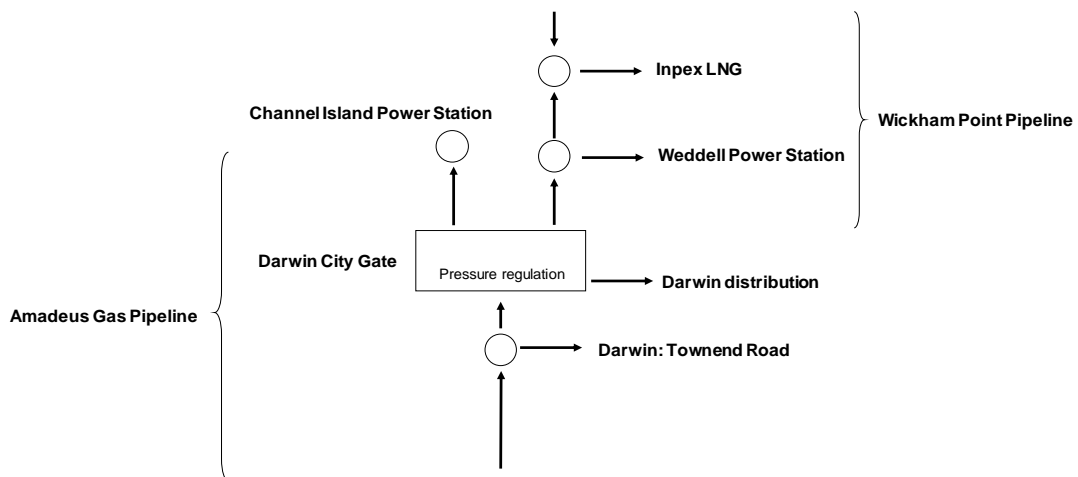 Inpex LNG
Channel Island Power Station
Wickham Point Pipeline
Weddell Power Station
Darwin City Gate
Pressure regulation
Darwin distribution
Amadeus Gas Pipeline
Darwin: Townend Road